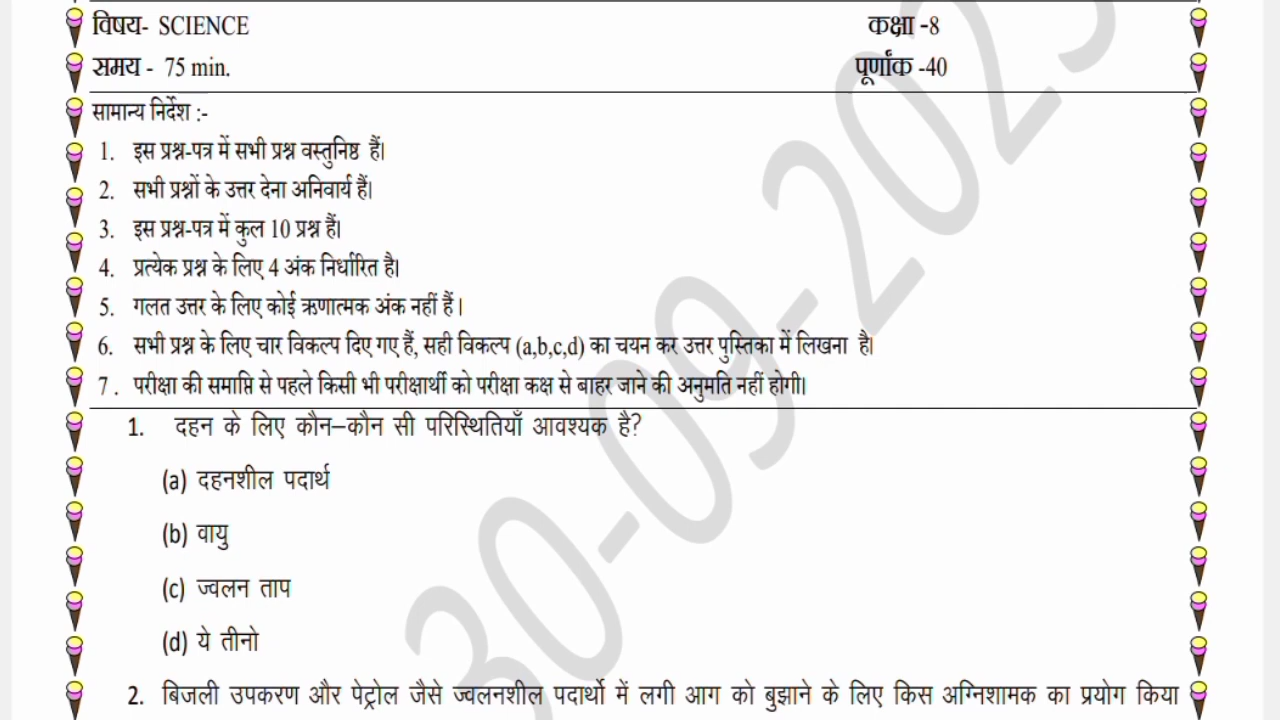 विषय- SCIENCE
कक्षा -8
समय - 75 min.
पूर्णांक -40
सामान्य निर्देश :-
1. इस प्रश्न-पत्र में सभी प्रश्न वस्तुनिष्ठ हैं।
2. सभी प्रश्नों के उत्तर देना अनिवार्य हैं।
3. इस प्रश्न-पत्र में कुल 10 प्रश्न हैं।
4. प्रत्येक प्रश्न के लिए 4 अंक निर्धारित है।
5. गलत उत्तर के लिए कोई ऋणात्मक अंक नहीं हैं।
6. सभी प्रश्न के लिए चार विकल्प दिए गए हैं, सही विकल्प (a,b,c,d) का चयन कर उत्तर पुस्तिका में लिखना है।
7 . परीक्षा की समाप्ति से पहले किसी भी परीक्षार्थी को परीक्षा कक्ष से बाहर जाने की अनुमति नहीं होगी।
1. दहन के लिए कौन–कौन सी परिस्थितियाँ आवश्यक है?
(a) दहनशील पदार्थ
(b) वायु
(c) ज्वलन ताप
(d) ये तीनो
2. बिजली उपकरण और पेट्रोल जैसे ज्वलनशील पदार्थो में लगी आग को बुझाने के लिए किस अग्निशामक का प्रयोग किया
30-09-202